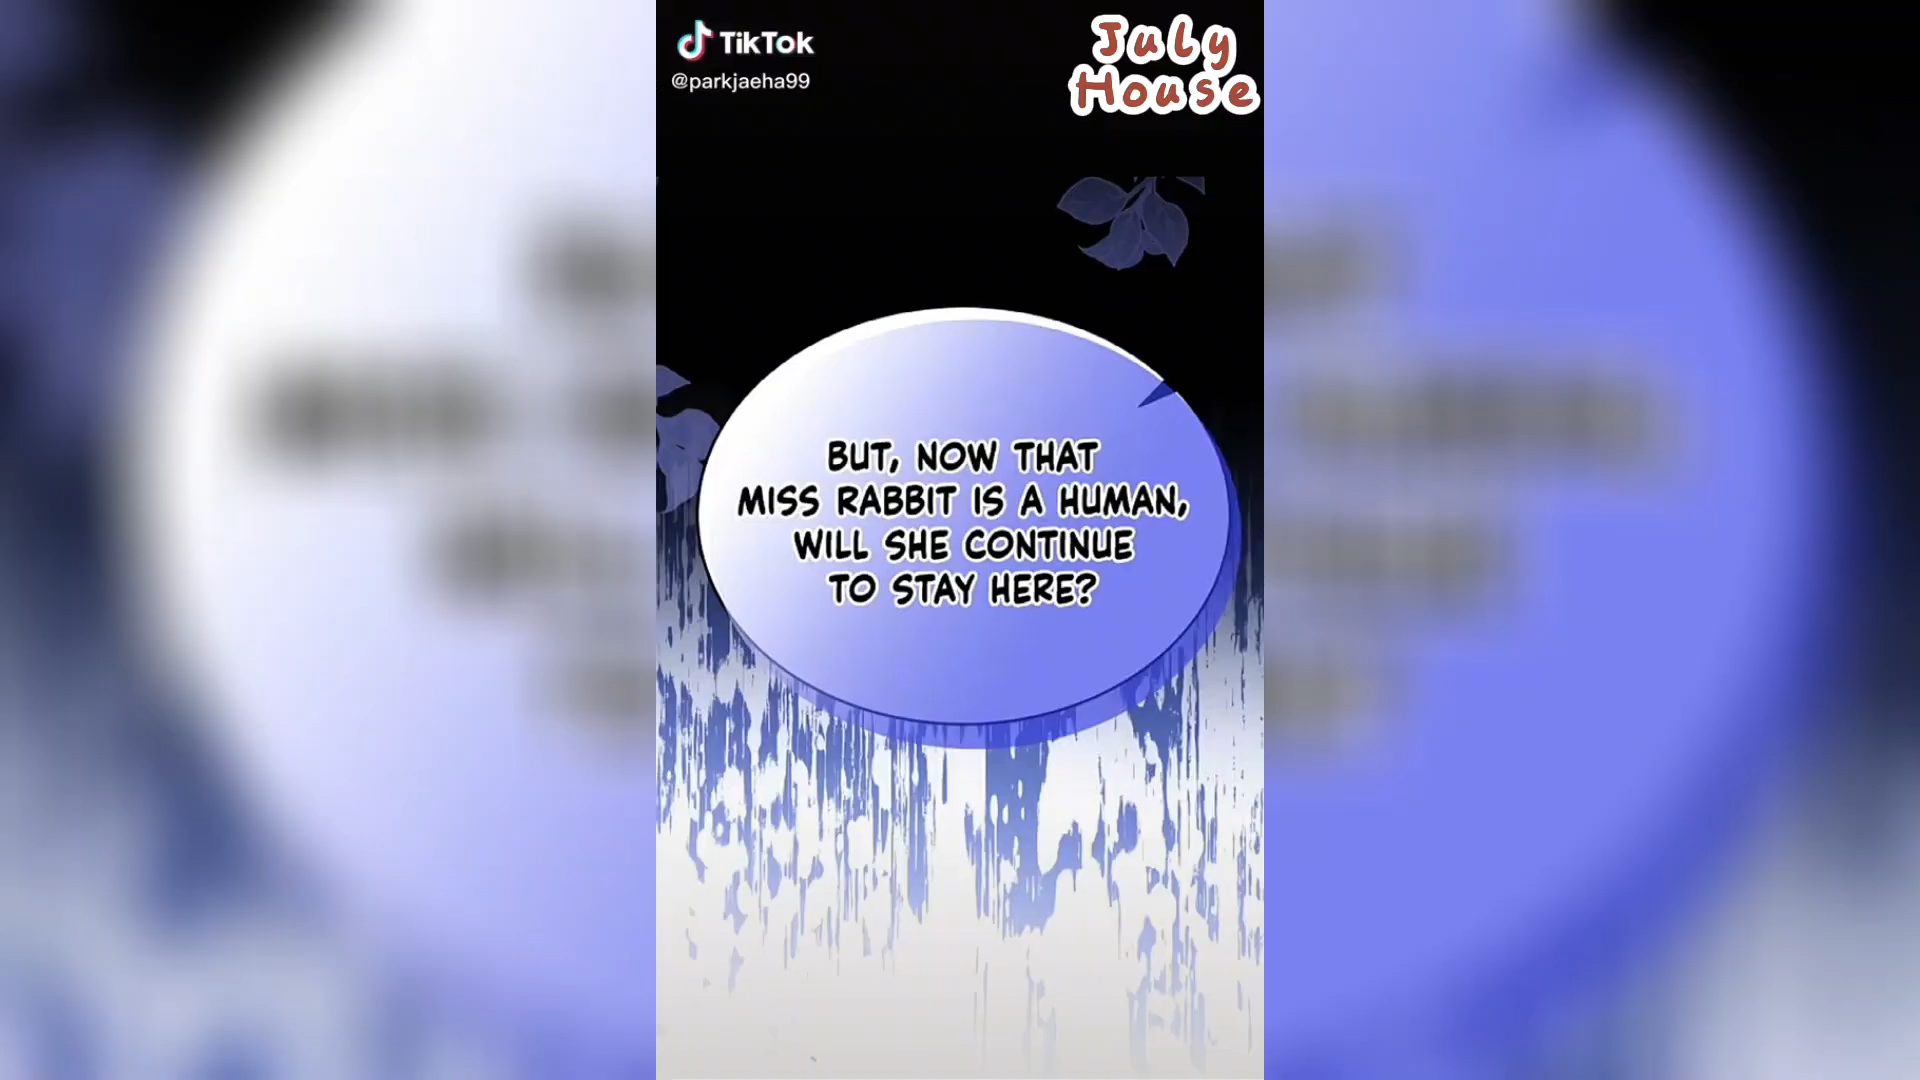 TikTok
@parkjaeha99
July
House
BUT, NOW THAT
MISS RABBIT IS A HUMAN,
WILL SHE CONTINUE
TO STAY HERE?